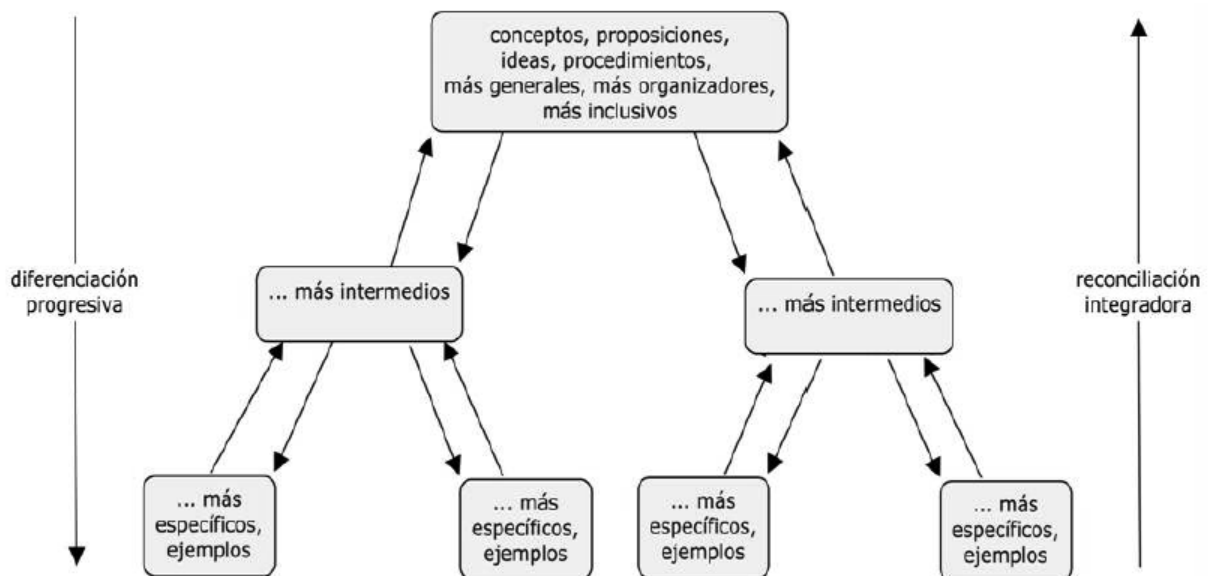 conceptos, proposiciones,
ideas, procedimientos,
más generales, más organizadores,
más inclusivos
diferenciación
progresiva
... más intermedios
... más intermedios
reconciliación
integradora
... más
específicos,
ejemplos
... más
específicos,
ejemplos
... más
específicos,
ejemplos
... más
específicos,
ejemplos